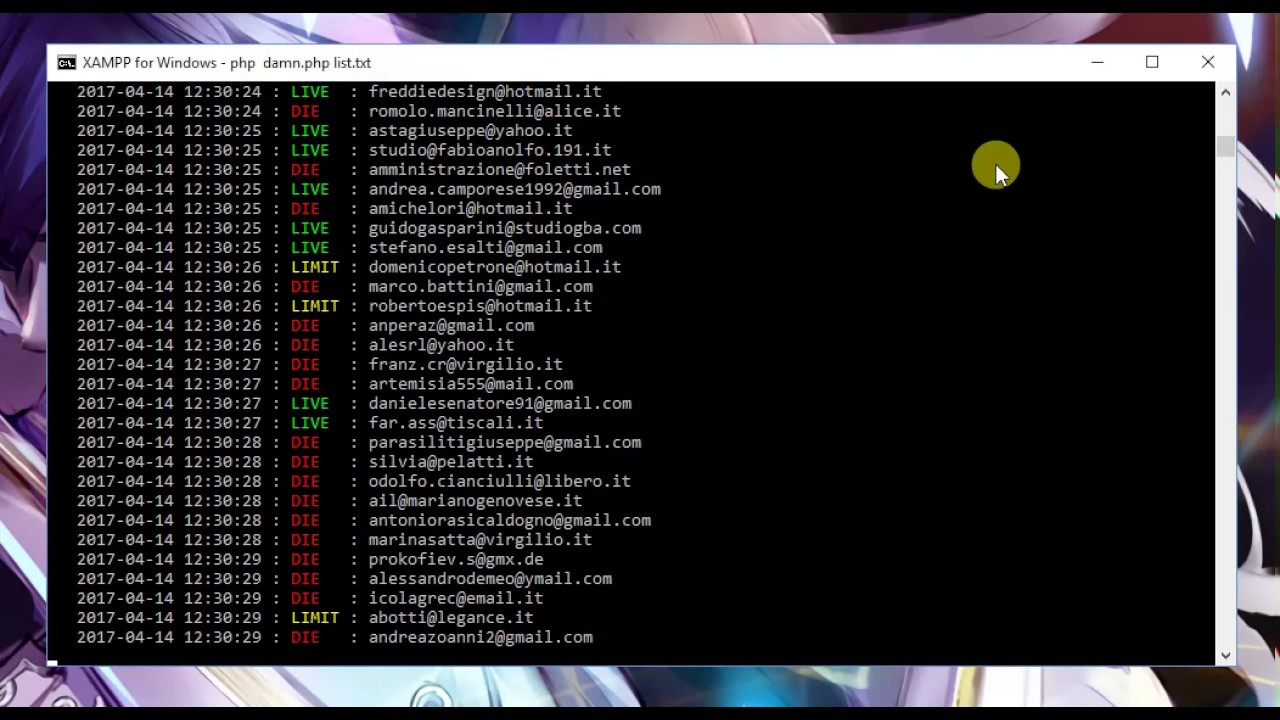 XAMPP for Windows - php damn.php list.txt
2017-04-14 12:30:24 : LIVE : freddiedesign@hotmail.it
2017-04-14 12:30:24 : DIE : romolo.mancinelli@alice.it
2017-04-14 12:30:25 : LIVE : astagiuseppe@yahoo.it
2017-04-14 12:30:25 : LIVE : studio@fabioanolfo.191.it
2017-04-14 12:30:25 : DIE : amministrazione@foletti.net
2017-04-14 12:30:25 : LIVE : andrea.camporese1992@gmail.com
2017-04-14 12:30:25 : DIE : amichelori@hotmail.it
2017-04-14 12:30:25 : LIVE : guidogasparini@studiogba.com
2017-04-14 12:30:25 : LIVE : stefano.esalti@gmail.com
2017-04-14 12:30:26 : LIMIT : domenicopetrone@hotmail.it
2017-04-14 12:30:26 : DIE : marco.battini@gmail.com
2017-04-14 12:30:26 : LIMIT : robertoespis@hotmail.it
2017-04-14 12:30:26 : DIE : anperaz@gmail.com
2017-04-14 12:30:26 : DIE : alesrl@yahoo.it
2017-04-14 12:30:27 : DIE : franz.cr@virgilio.it
2017-04-14 12:30:27 : DIE : artemisia555@mail.com
2017-04-14 12:30:27 : LIVE : danielesenatore91@gmail.com
2017-04-14 12:30:27 : LIVE : far.ass@tiscali.it
2017-04-14 12:30:28 : DIE : parasilitigiuseppe@gmail.com
2017-04-14 12:30:28 : DIE : silvia@pelatti.it
2017-04-14 12:30:28 : DIE : odolfo.cianciulli@libero.it
2017-04-14 12:30:28 : DIE : ail@marianogenovese.it
2017-04-14 12:30:28 : DIE : antoniorasicaldogno@gmail.com
2017-04-14 12:30:28 : DIE : marinasatta@virgilio.it
2017-04-14 12:30:29 : DIE : prokofiev.s@gmx.de
2017-04-14 12:30:29 : DIE : alessandrodemeo@ymail.com
2017-04-14 12:30:29 : DIE : icolagrec@email.it
2017-04-14 12:30:29 : LIMIT : abotti@legance.it
2017-04-14 12:30:29 : DIE : andreazoanni2@gmail.com